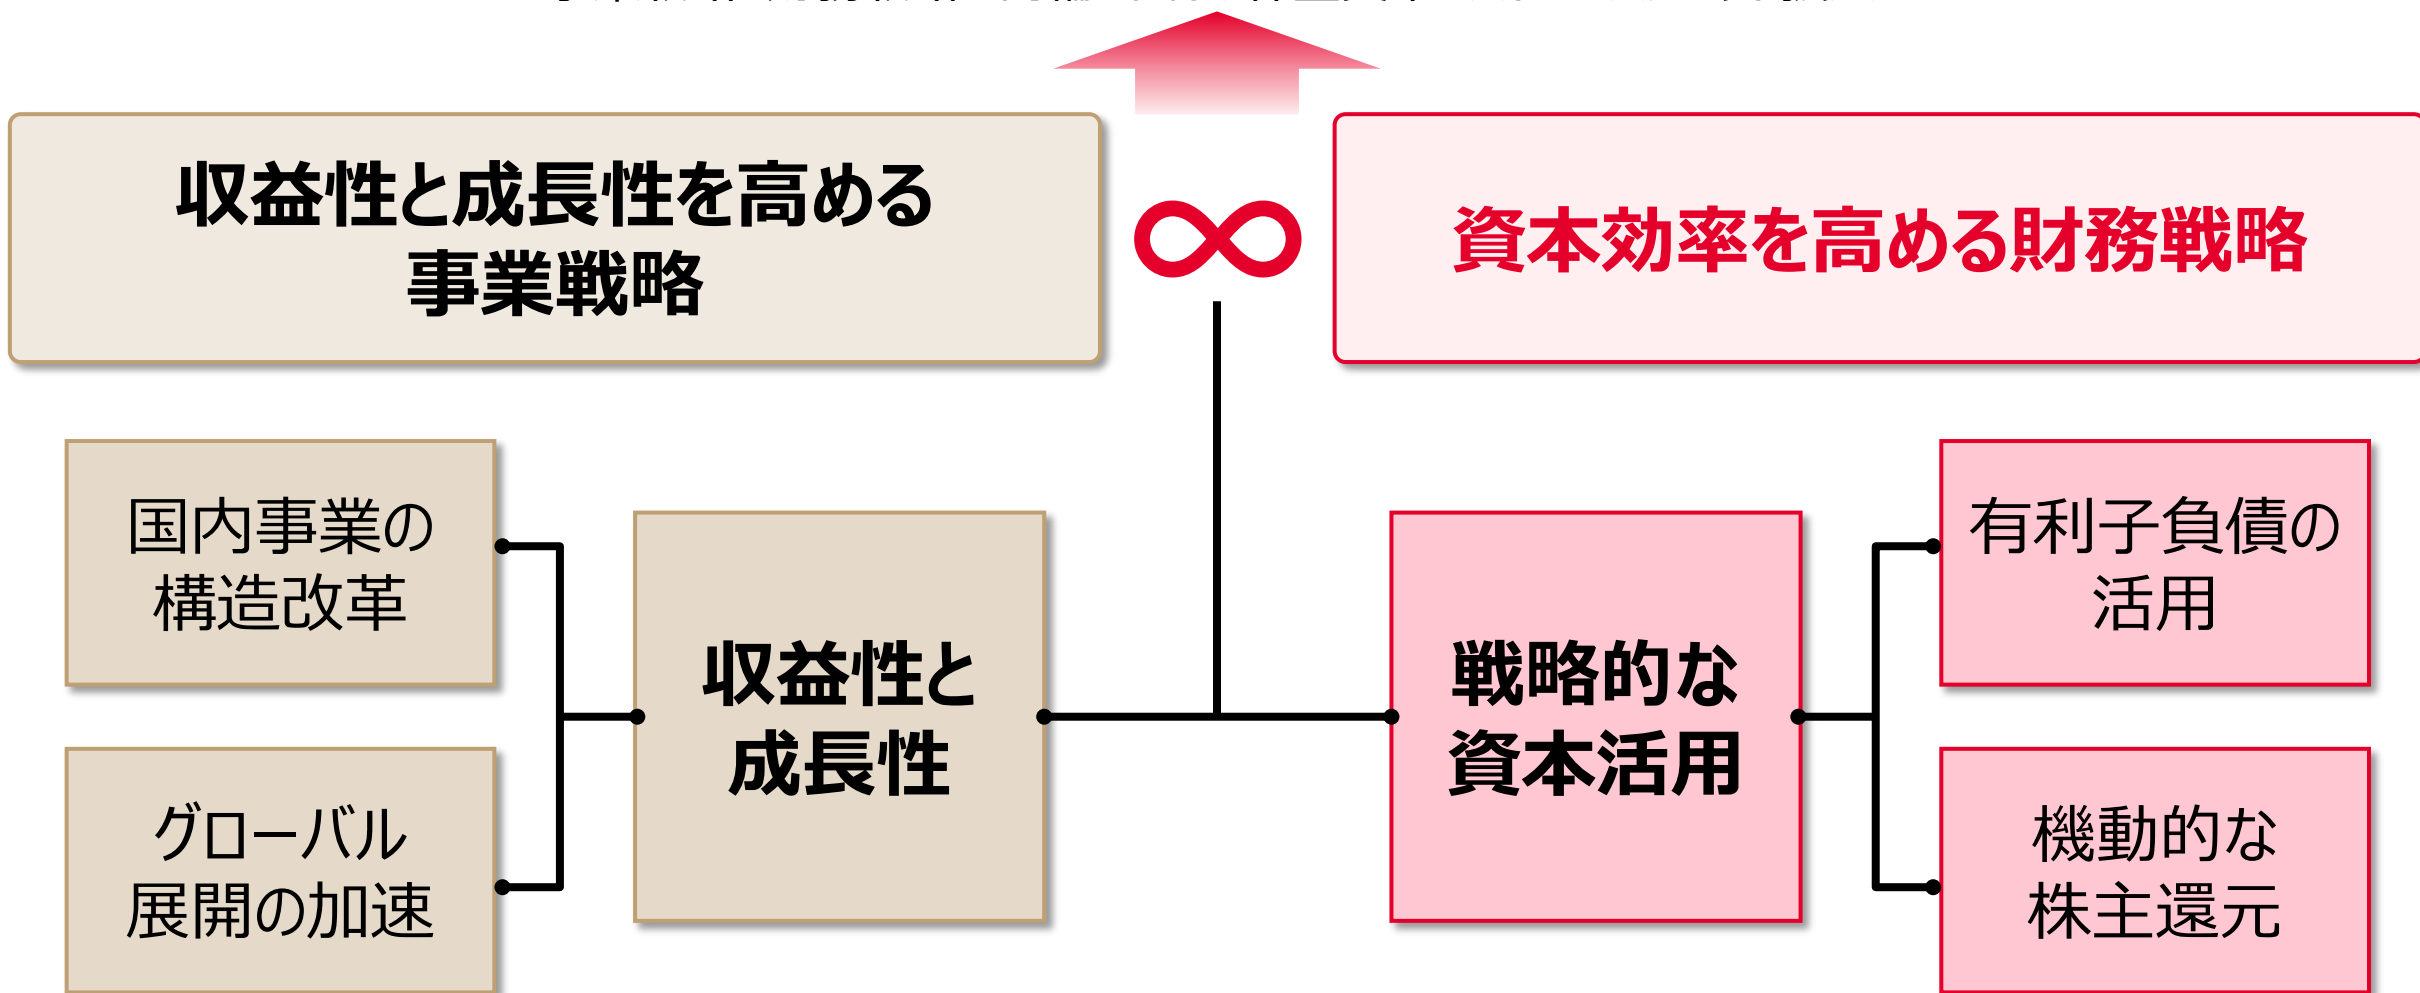 収益性と成長性を高める
事業戦略
∞
資本効率を高める財務戦略
国内事業の
構造改革
グローバル
展開の加速
収益性と
成長性
戦略的な
資本活用
有利子負債の
活用
機動的な
株主還元